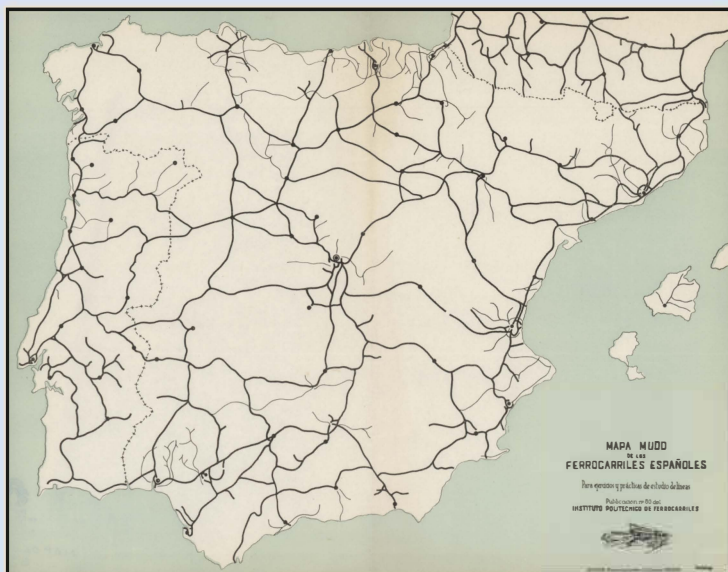 MAPA MUDO
DE LOS
FERROCARRILES ESPAÑOLES
Para ejercicios y prácticas de estudio de líneas
Publicación nº 80 del
INSTITUTO POLITECNICO DE FERROCARRILES